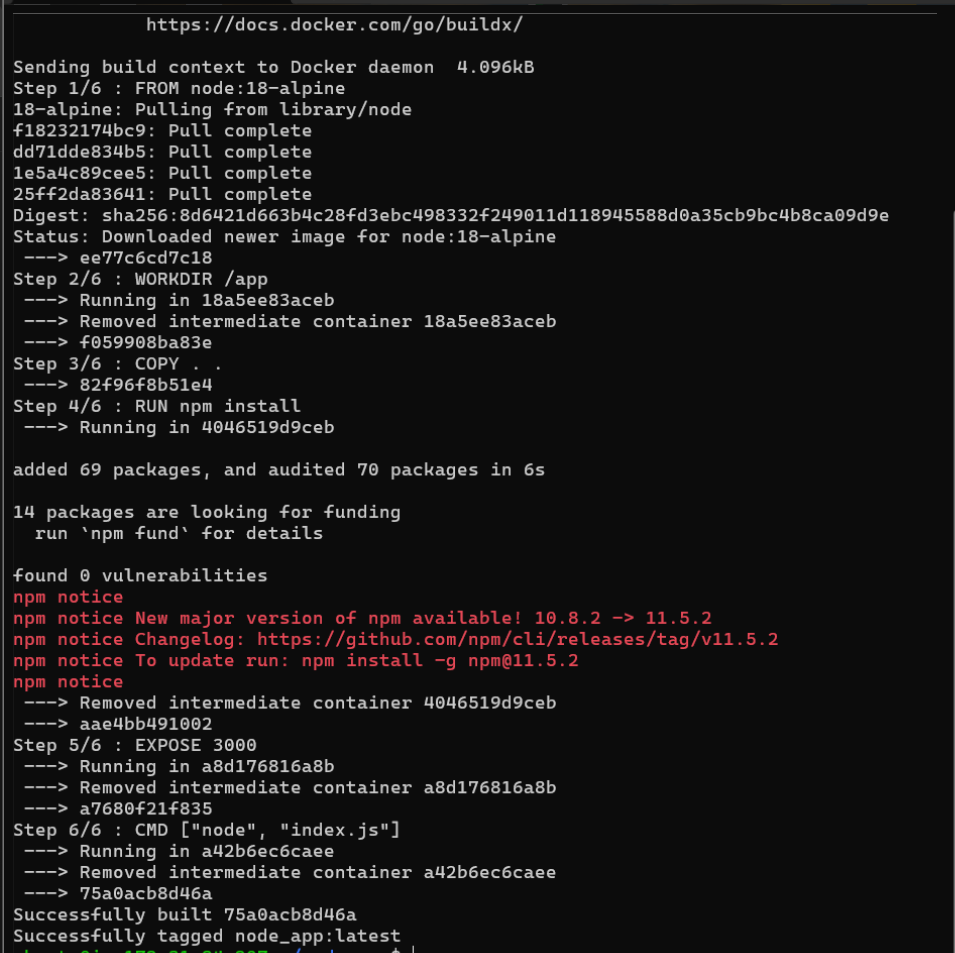 https://docs.docker.com/go/buildx/
Sending build context to Docker daemon  4.096kB
Step 1/6 : FROM node:18-alpine
18-alpine: Pulling from library/node
f18232174bc9: Pull complete
dd71dde834b5: Pull complete
1e5a4c89cee5: Pull complete
25ff2da83641: Pull complete
Digest: sha256:8d6421d663b4c28fd3ebc498332f249011d118945588d0a35cb9bc4b8ca09d9e
Status: Downloaded newer image for node:18-alpine
 ---> ee77c6cd7c18
Step 2/6 : WORKDIR /app
 ---> Running in 18a5ee83aceb
 ---> Removed intermediate container 18a5ee83aceb
 ---> f059908ba83e
Step 3/6 : COPY . .
 ---> 82f96f8b51e4
Step 4/6 : RUN npm install
 ---> Running in 4046519d9ceb
added 69 packages, and audited 70 packages in 6s
14 packages are looking for funding
  run `npm fund` for details
found 0 vulnerabilities
npm notice
npm notice New major version of npm available! 10.8.2 -> 11.5.2
npm notice Changelog: https://github.com/npm/cli/releases/tag/v11.5.2
npm notice To update run: npm install -g npm@11.5.2
npm notice
 ---> Removed intermediate container 4046519d9ceb
 ---> aae4bb491002
Step 5/6 : EXPOSE 3000
 ---> Running in a8d176816a8b
 ---> Removed intermediate container a8d176816a8b
 ---> a7680f21f835
Step 6/6 : CMD ["node", "index.js"]
 ---> Running in a42b6ec6caee
 ---> Removed intermediate container a42b6ec6caee
 ---> 75a0acb8d46a
Successfully built 75a0acb8d46a
Successfully tagged node_app:latest